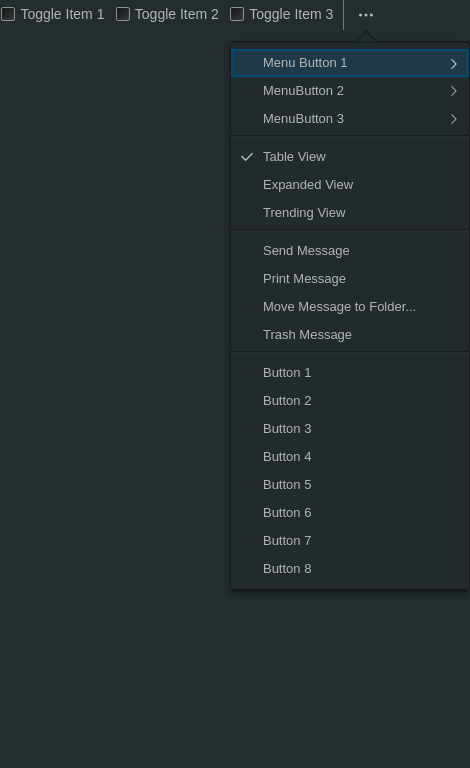 Toggle Item 1 Toggle Item 2 Toggle Item 3
Menu Button 1
MenuButton 2
MenuButton 3
Table View
Expanded View
Trending View
Send Message
Print Message
Move Message to Folder...
Trash Message
Button 1
Button 2
Button 3
Button 4
Button 5
Button 6
Button 7
Button 8